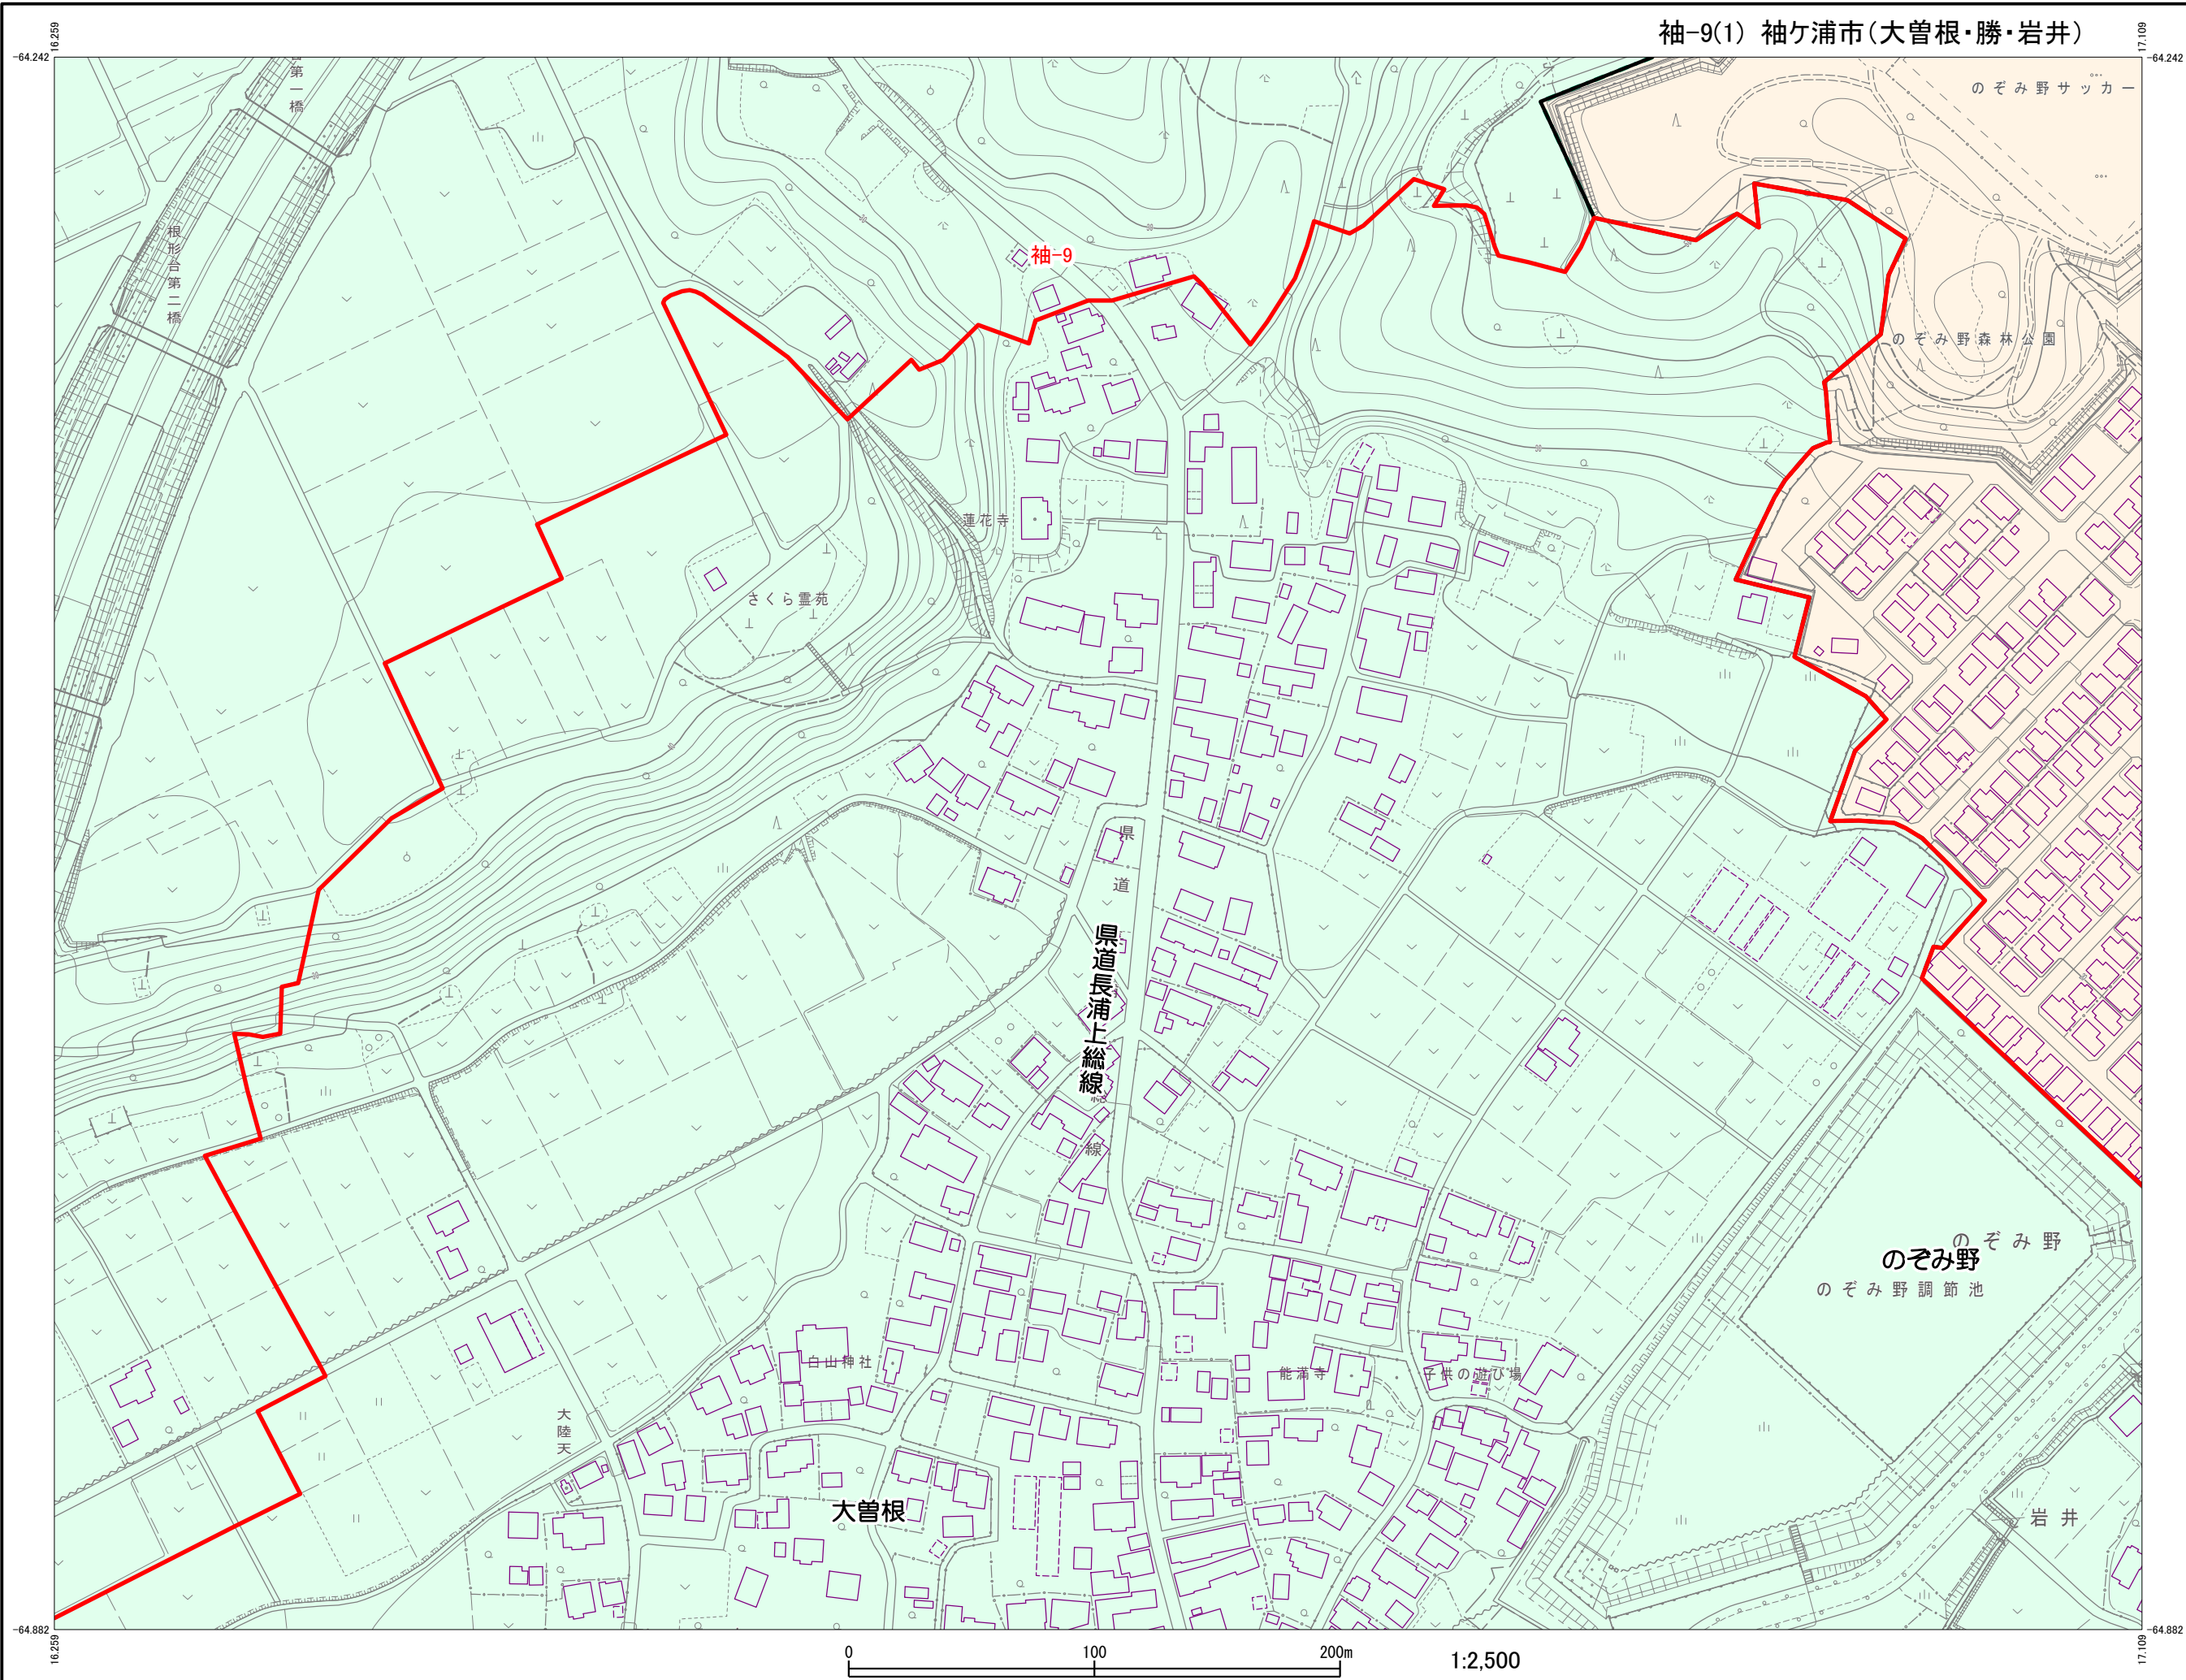 袖-9(1) 袖ケ浦市(大曽根・勝・岩井)
16.259
17.109
-64.242
-64.242
第一橋
のぞみ野サッカー
根形台第二橋
袖-9
のぞみ野森林公園
蓮花寺
さくら霊苑
県
道
県道長浦上総線
線
のぞみ野
のぞみ野
のぞみ野調節池
白山神社
能満寺
子供の遊び場
大陸天
大曽根
岩井
-64.882
-64.882
16.259
17.109
0
100
200m
1:2,500